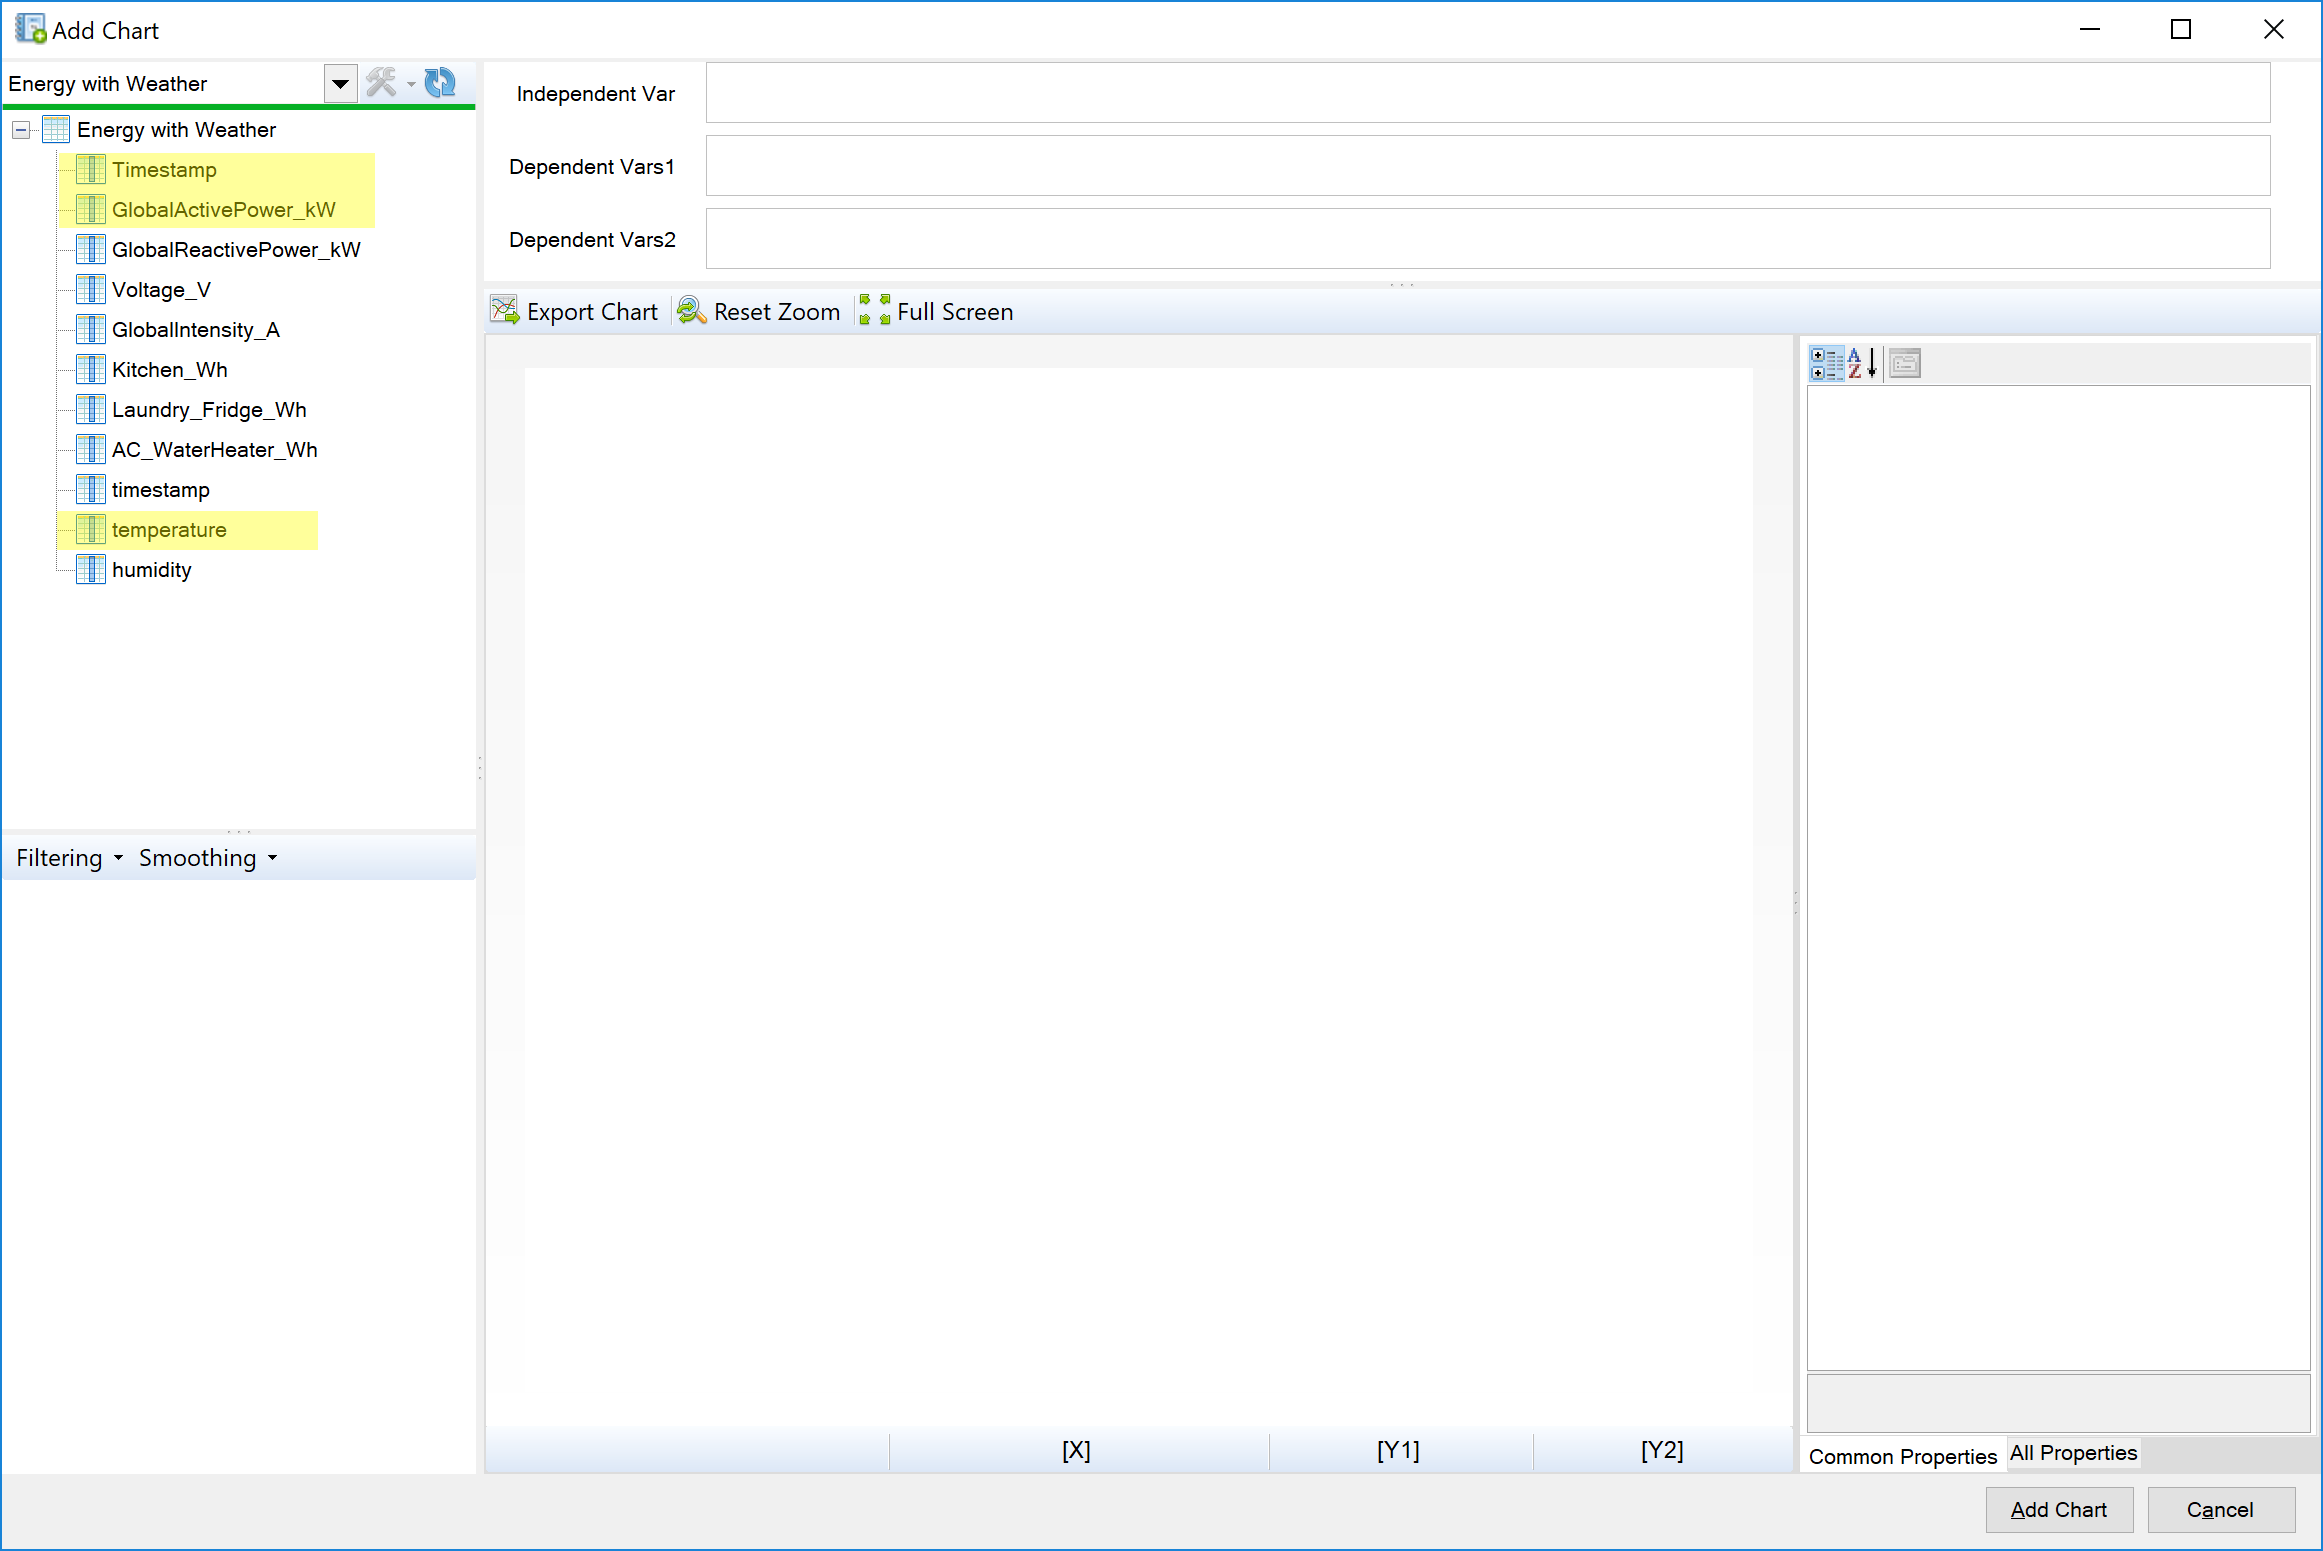 Add Chart
Energy with Weather
Energy with Weather
Timestamp
GlobalActivePower_kW
GlobalReactivePower_kW
Voltage_V
GlobalIntensity_A
Kitchen_Wh
Laundry_Fridge_Wh
AC_WaterHeater_Wh
timestamp
temperature
humidity
Filtering
Smoothing
Independent Var
Dependent Vars1
Dependent Vars2
Export Chart
Reset Zoom
Full Screen
[X]
[Y1]
[Y2]
Common Properties
All Properties
Add Chart
Cancel